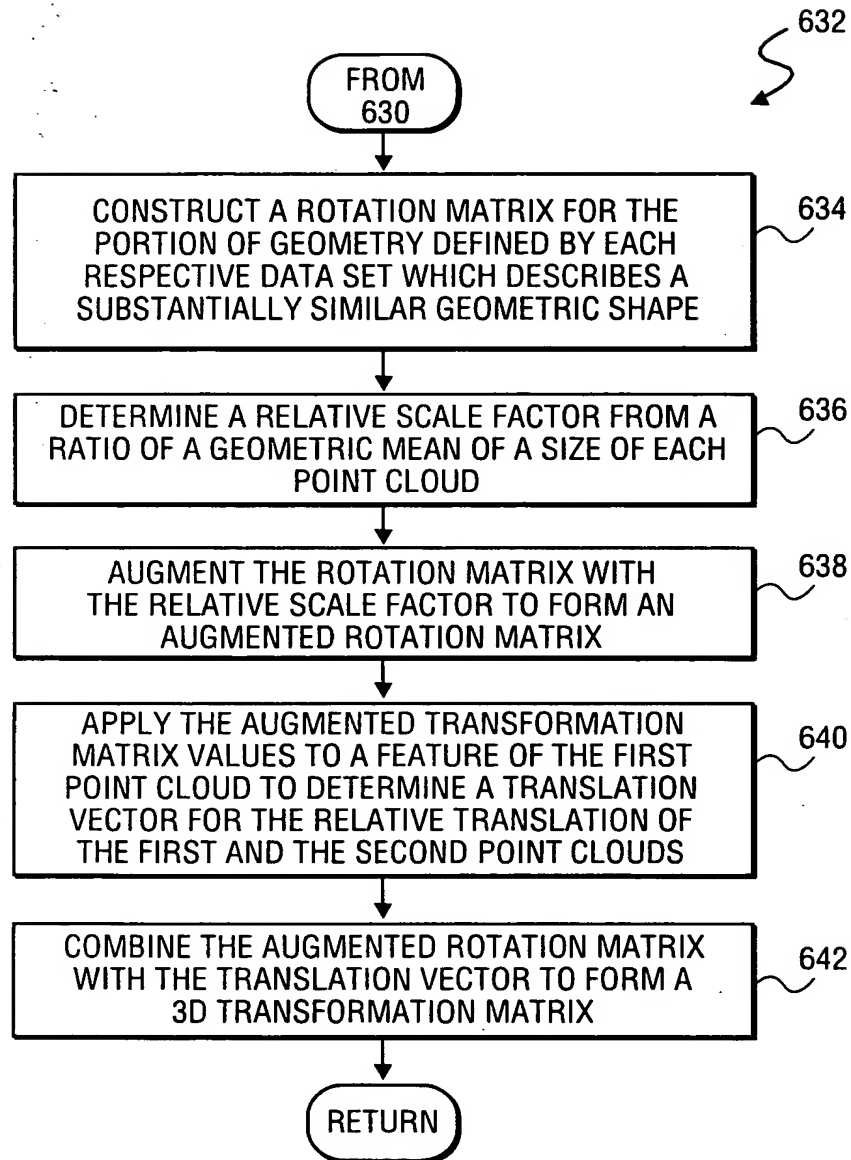 632
FROM
630
CONSTRUCT A ROTATION MATRIX FOR THE
PORTION OF GEOMETRY DEFINED BY EACH
RESPECTIVE DATA SET WHICH DESCRIBES A
SUBSTANTIALLY SIMILAR GEOMETRIC SHAPE
634
DETERMINE A RELATIVE SCALE FACTOR FROM A
RATIO OF A GEOMETRIC MEAN OF A SIZE OF EACH
POINT CLOUD
636
AUGMENT THE ROTATION MATRIX WITH
THE RELATIVE SCALE FACTOR TO FORM AN
AUGMENTED ROTATION MATRIX
638
APPLY THE AUGMENTED TRANSFORMATION
MATRIX VALUES TO A FEATURE OF THE FIRST
POINT CLOUD TO DETERMINE A TRANSLATION
VECTOR FOR THE RELATIVE TRANSLATION OF
THE FIRST AND THE SECOND POINT CLOUDS
640
COMBINE THE AUGMENTED ROTATION MATRIX
WITH THE TRANSLATION VECTOR TO FORM A
3D TRANSFORMATION MATRIX
642
RETURN